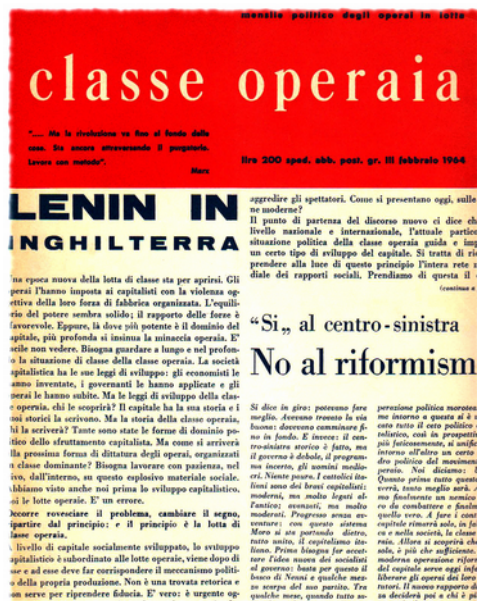 mensile politico degli operai in lotta
classe operaia
"..... Ma la rivoluzione va fino al fondo delle
cose. Sta ancora attraversando il purgatorio.
Lavora con metodo".
Marx
lire 200 sped. abb. post. gr. III febbraio 1964
LENIN IN
INGHILTERRA
na epoca nuova della lotta di classe sta per aprirsi. Gli
perai l'hanno imposta ai capitalisti con la violenza og-
ettiva della loro forza di fabbrica organizzata. L'equili-
rio del potere sembra solido; il rapporto delle forze è
favorevole. Eppure, là dove più potente è il dominio del
apitale, più profonda si insinua la minaccia operaia. E'
acile non vedere. Bisogna guardare a lungo e nel profon-
o la situazione di classe della classe operaia. La società
apitalistica ha le sue leggi di sviluppo: gli economisti le
anno inventate, i governanti le hanno applicate e gli
perai le hanno subite. Ma le leggi di sviluppo della clas-
e operaia, chi le scoprirà? Il capitale ha la sua storia e i
uoi storici la scrivono. Ma la storia della classe operaia,
hi la scriverà? Tante sono state le forme di dominio po-
itico dello sfruttamento capitalista. Ma come si arriverà
lla prossima forma di dittatura degli operai, organizzati
n classe dominante? Bisogna lavorare con pazienza, nel
ivo, dall'interno, su questo esplosivo materiale sociale.
bbiamo visto anche noi prima lo sviluppo capitalistico.
oi le lotte operaie. E' un errore.
Occorre rovesciare il problema, cambiare il segno,
ipartire dal principio: e il principio è la lotta di
lasse operaia.
livello di capitale socialmente sviluppato, lo sviluppo
apitalistico è subordinato alle lotte operaie, viene dopo di
sse e ad esse deve far corrispondere il meccanismo politi-
o della propria produzione. Non è una trovata retorica e
on serve per riprendere fiducia. E' vero: è urgente og-
aggredire gli spettatori. Come si presentano oggi, sulle
ne moderne?
Il punto di partenza del discorso nuovo ci dice ch
livello nazionale e internazionale, l'attuale partico
situazione politica della classe operaia guida e imp
un certo tipo di sviluppo del capitale. Si tratta di ric
prendere alla luce di questo principio l'intera rete
diale dei rapporti sociali. Prendiamo di questa il
(continua a
"Si„ al centro-sinistra
No al riformism
Si dice in giro: potevano fare
meglio. Avevano trovato la via
buona: dovevano camminare fi-
no in fondo. E invece: il cen-
tro-sinistra storico è fatto, ma
il governo è debole, il program-
ma incerto, gli uomini medio-
cri. Niente paura. I cattolici ita-
liani sono dei bravi capitalisti:
moderni, ma molto legati al-
l'antico; avanzati, ma molto
moderati. Progresso senza av-
venture: con questo sistema
Moro si sta portando dietro,
tutto unito, il capitalismo ita-
liano. Prima bisogna far accet-
tare l'idea nuova dei socialisti
al governo: basta per questo il
basco di Nenni e qualche mez-
za scarpa del suo partito. Tra
qualche mese, quando tutto sa-
perazione politica morotea
me intorno a questa si è
cato tutto il ceto politico
talistico, così in prospetti
più faticosamente, si unifi
intorno all'altro un certo
dro politico del movimen
peraio. Noi diciamo:
Quanto prima tutto questo
verà, tanto meglio sarà.
mo finalmente un nemico
ro da combattere e finalm
quello vero. A fare i cont
capitale rimarrà solo, in fa
ca e nella società, la classe
raia. Allora si scoprirà che
sola, è più che sufficiente.
moderna operazione rifor
del capitale serve oggi infa
liberare gli operai dei loro
tutori. Il nuovo rapporto d
za deciderà poi a chi è pi